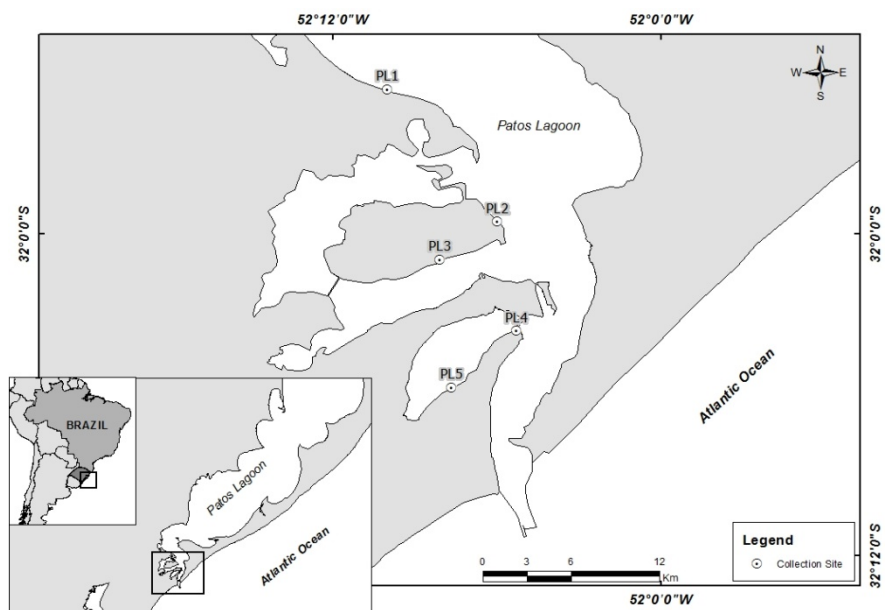 52°12'0"W
52°0'0"W
N
W E
S
PL1
Patos Lagoon
PL2
32°0'0"S
32°0'0"S
PL3
PL4
PL5
Atlantic Ocean
BRAZIL
Patos Lagoon
Atlantic Ocean
Legend
Collection Site
0 3 6 12
Km
32°12'0"S
52°0'0"W